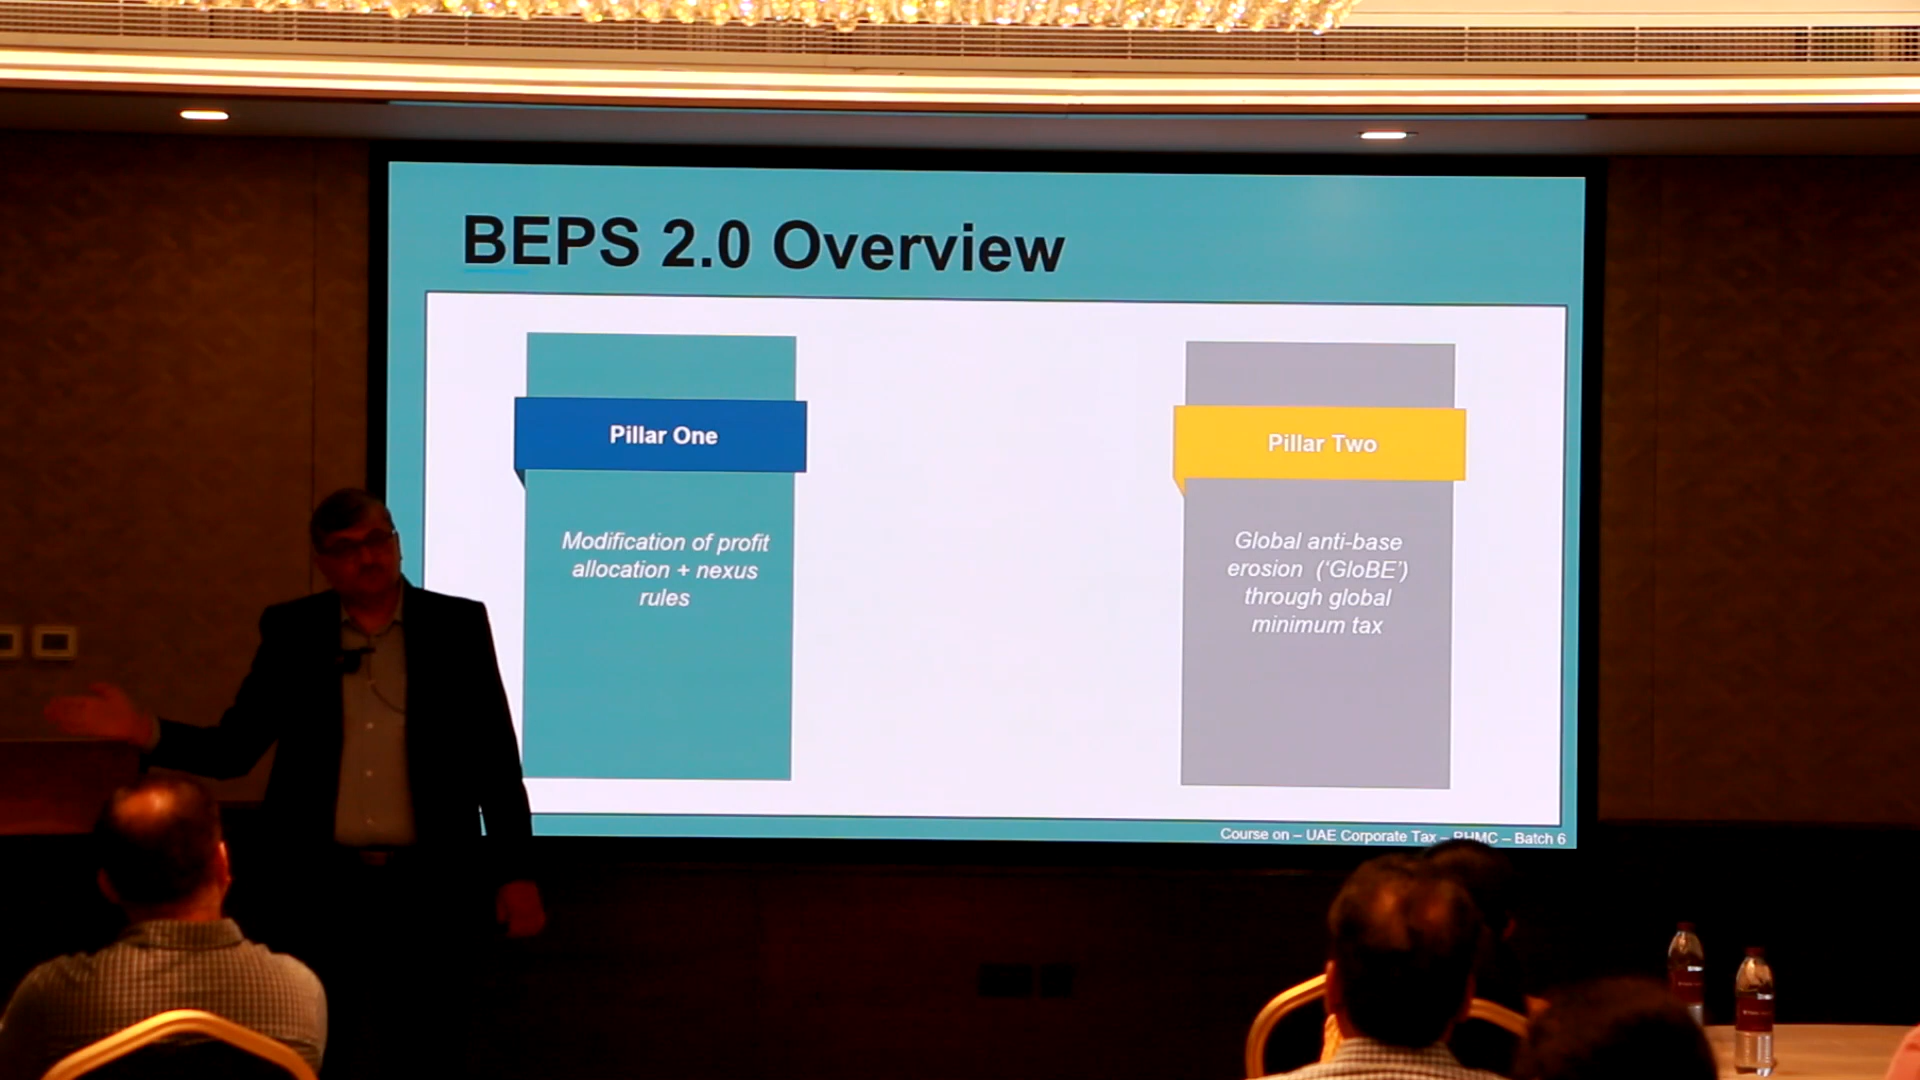 BEPS 2.0 Overview
Pillar One
Modification of profit
allocation + nexus
rules
Pillar Two
Global anti-base
erosion ('GloBE')
through global
minimum tax
Course on – UAE Corporate Tax – RHMC – Batch 6